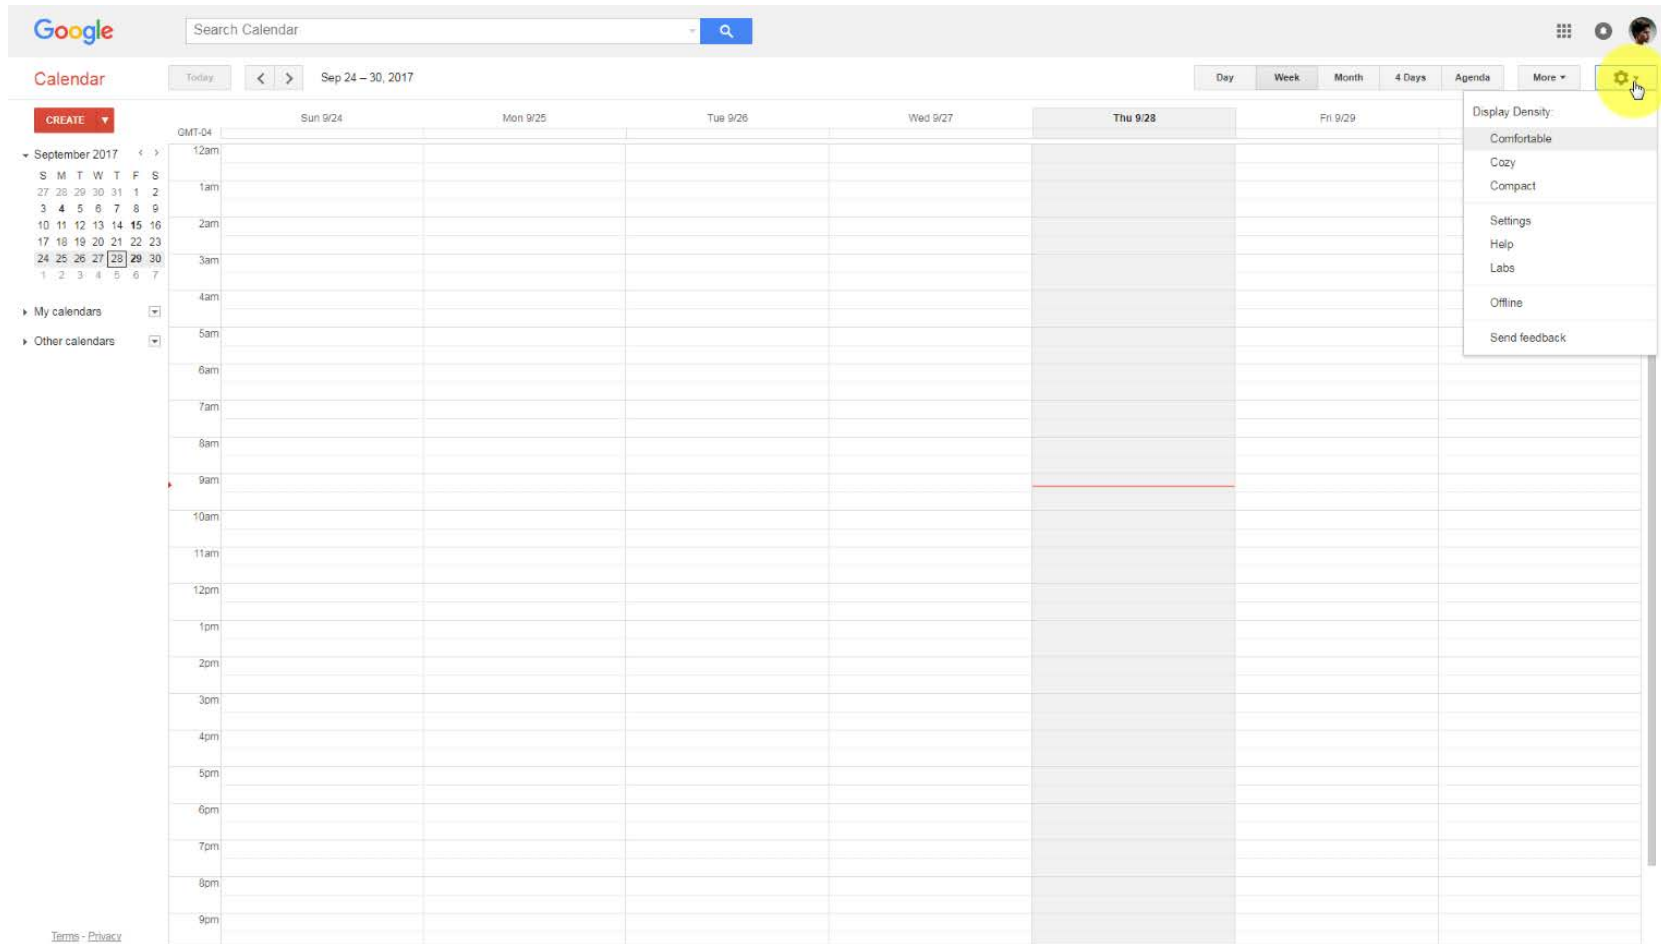 Google
Search Calendar
Calendar
Today
Sep 24 – 30, 2017
Day Week Month 4 Days Agenda More
CREATE
GMT-04
Sun 9/24 Mon 9/25 Tue 9/26 Wed 9/27 Thu 9/28 Fri 9/29
Display Density:
Comfortable
Cozy
Compact
Settings
Help
Labs
Offline
Send feedback
September 2017
S M T W T F S
27 28 29 30 31 1 2
3 4 5 6 7 8 9
10 11 12 13 14 15 16
17 18 19 20 21 22 23
24 25 26 27 28 29 30
1 2 3 4 5 6 7
My calendars
Other calendars
12am
1am
2am
3am
4am
5am
6am
7am
8am
9am
10am
11am
12pm
1pm
2pm
3pm
4pm
5pm
6pm
7pm
8pm
9pm
Terms - Privacy